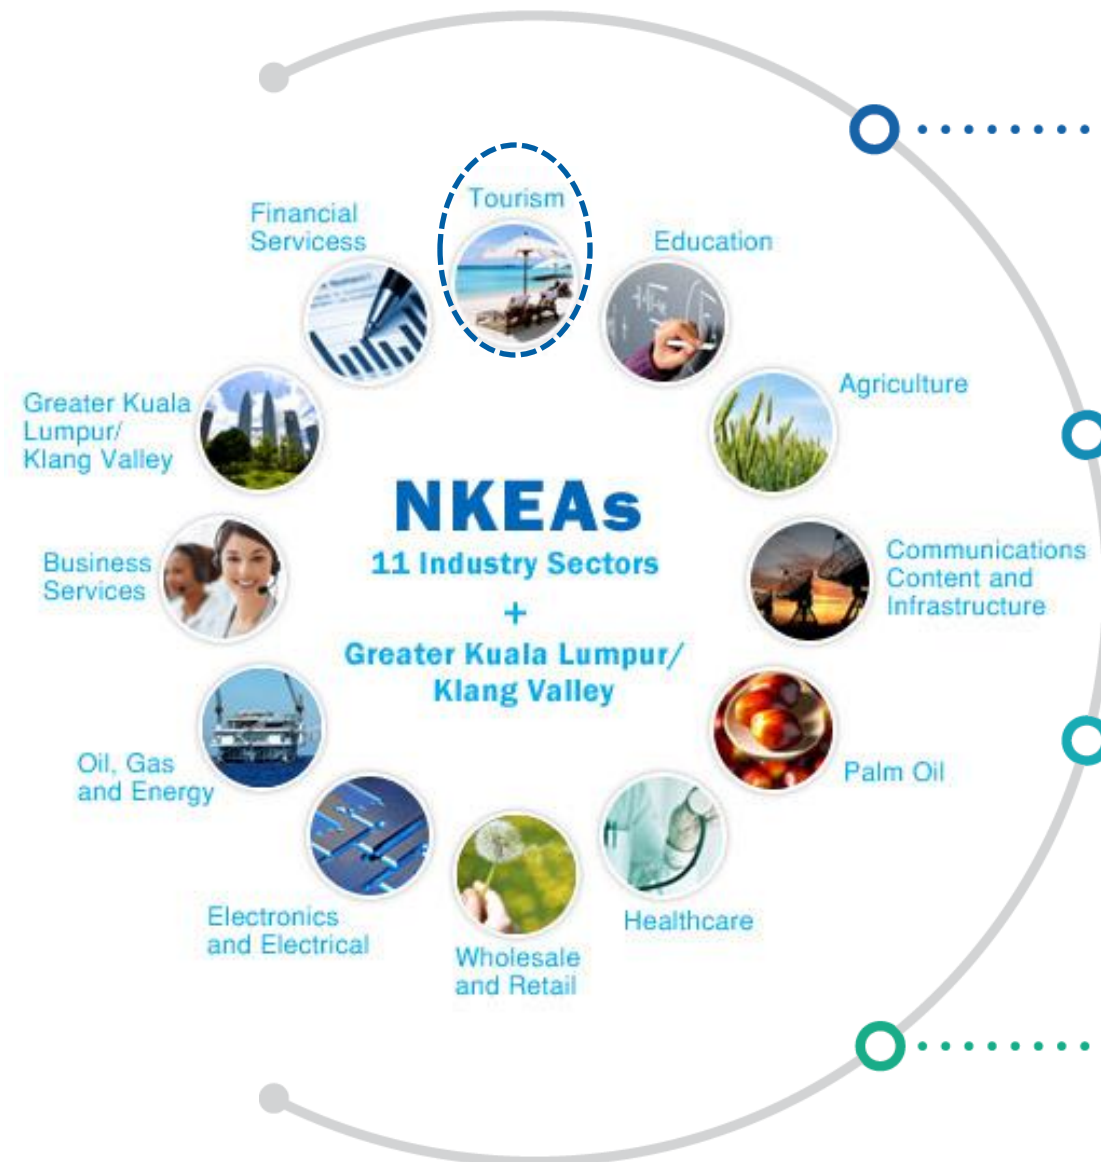 Tourism
Financial
Servicess
Education
Greater Kuala
Lumpur/
Klang Valley
Agriculture
NKEAs
11 Industry Sectors
+
Greater Kuala Lumpur/
Klang Valley
Business
Services
Communications
Content and
Infrastructure
Oil, Gas
and Energy
Palm Oil
Electronics
and Electrical
Wholesale
and Retail
Healthcare